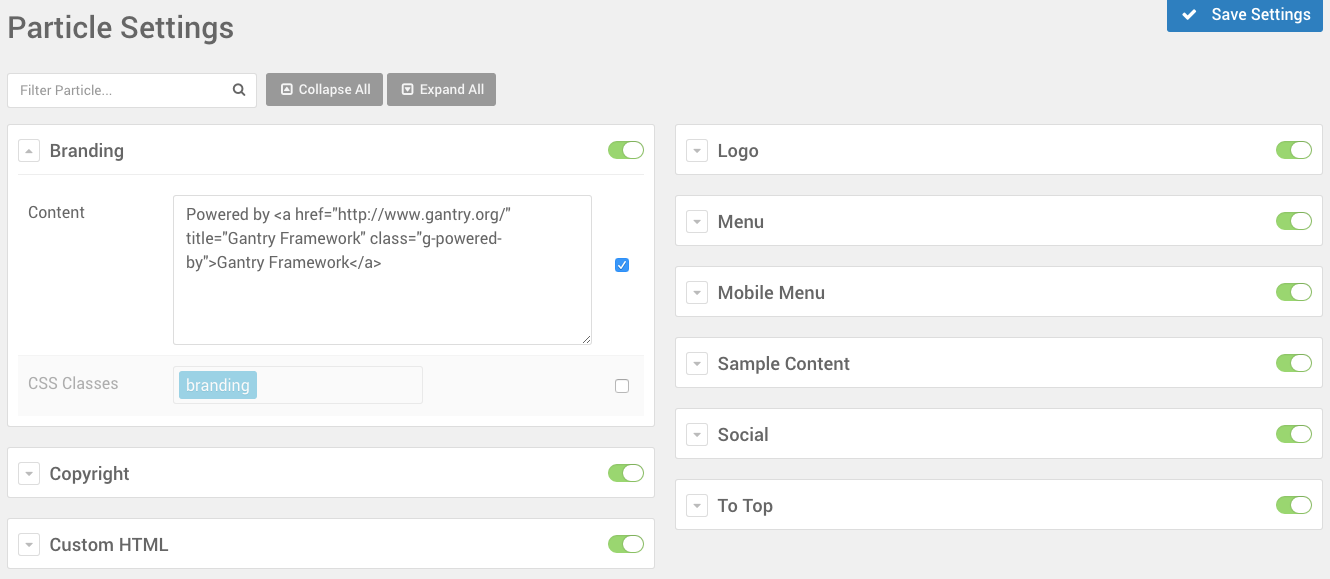 Particle Settings
Save Settings
Filter Particle...
Collapse All
Expand All
Branding
Content
Powered by <a href="http://www.gantry.org/"
title="Gantry Framework" class="g-powered-
by">Gantry Framework</a>
CSS Classes
branding
Copyright
Custom HTML
Logo
Menu
Mobile Menu
Sample Content
Social
To Top